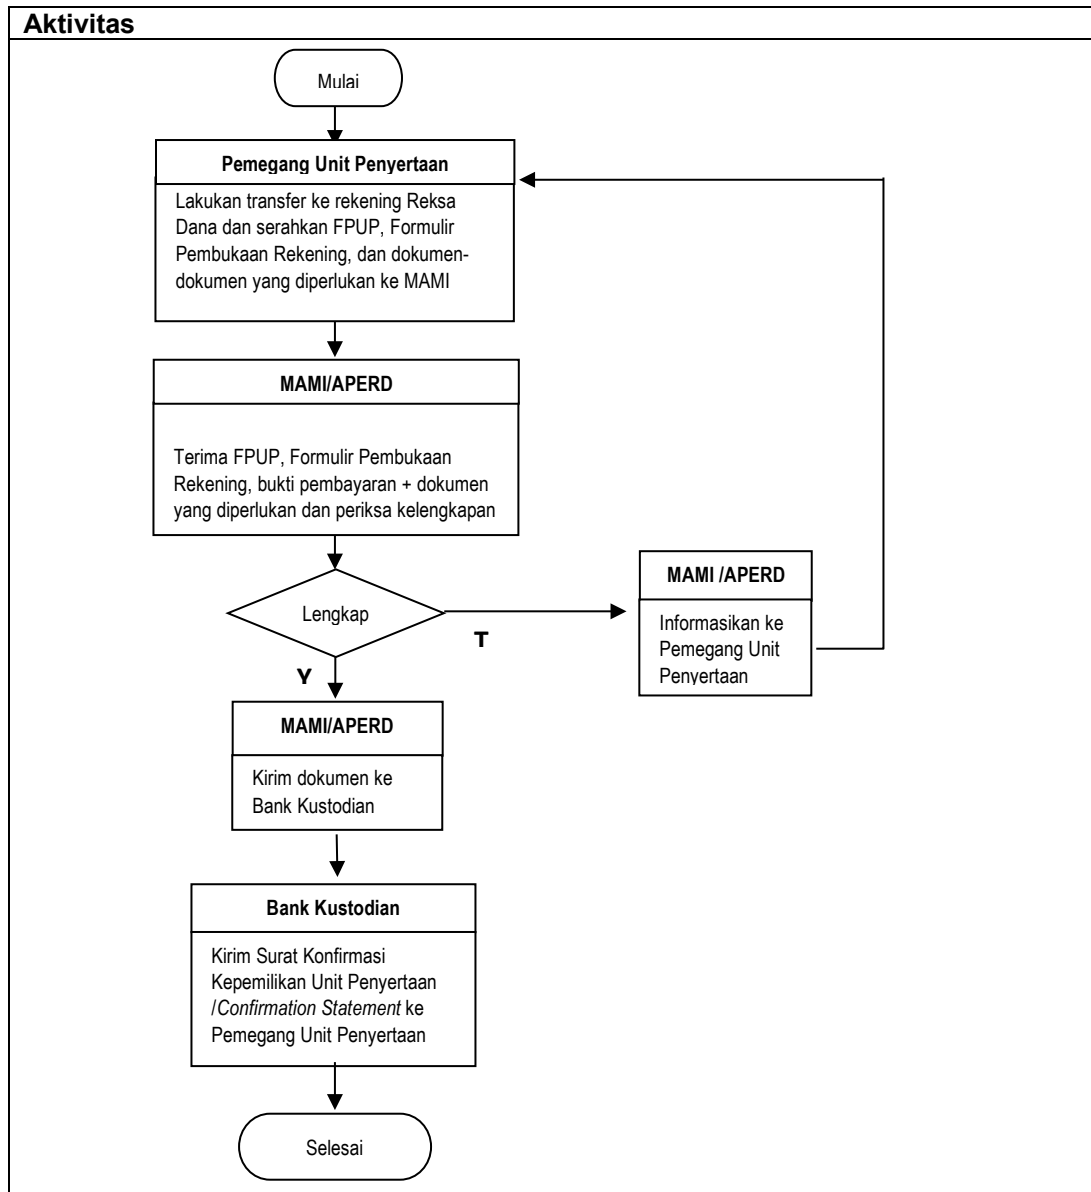 Aktivitas
Mulai
Pemegang Unit Penyertaan
Lakukan transfer ke rekening Reksa
Dana dan serahkan FPUP, Formulir
Pembukaan Rekening, dan dokumen-
dokumen yang diperlukan ke MAMI
MAMI/APERD
Terima FPUP, Formulir Pembukaan
Rekening, bukti pembayaran + dokumen
yang diperlukan dan periksa kelengkapan
Lengkap
T
MAMI /APERD
Informasikan ke
Pemegang Unit
Penyertaan
Y
MAMI/APERD
Kirim dokumen ke
Bank Kustodian
Bank Kustodian
Kirim Surat Konfirmasi
Kepemilikan Unit Penyertaan
/Confirmation Statement ke
Pemegang Unit Penyertaan
Selesai